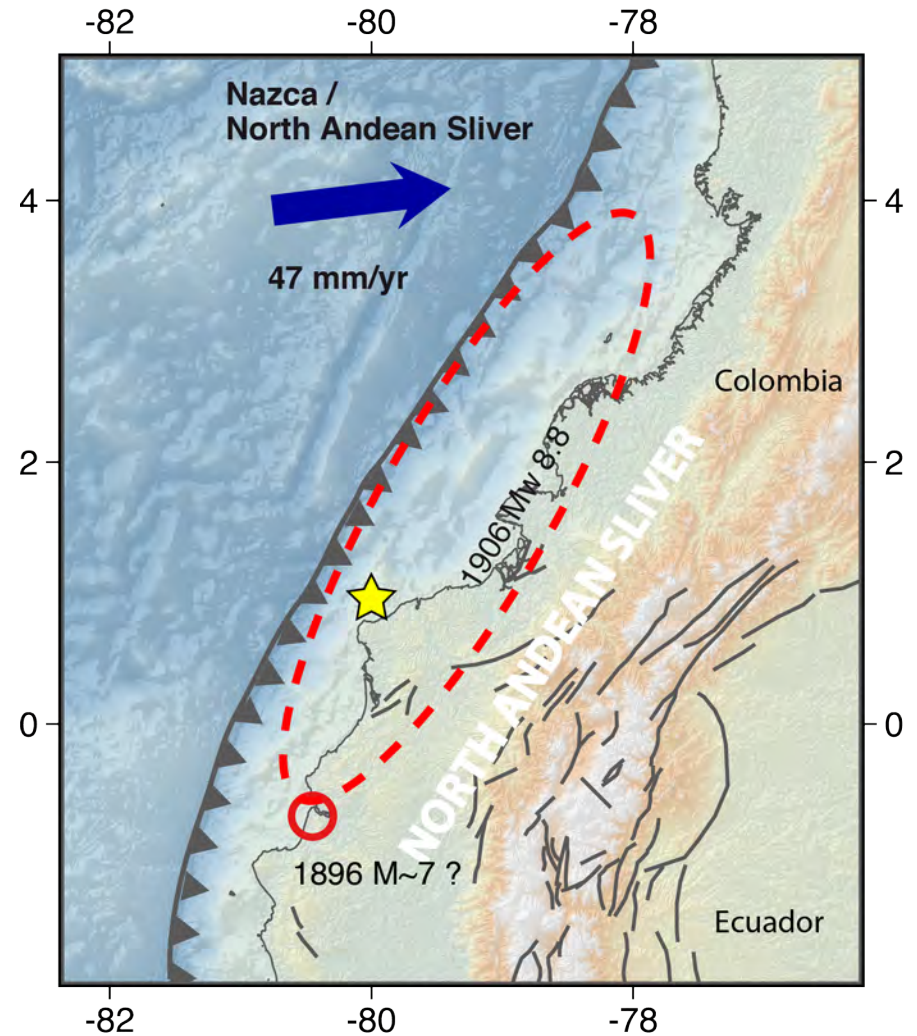 -82 -80 -78
Nazca /
North Andean Sliver
4 4
47 mm/yr
Colombia
2 2
1906 Mw 8.8
NORTH ANDEAN SLIVER
0 0
1896 M~7 ?
Ecuador
-82 -80 -78